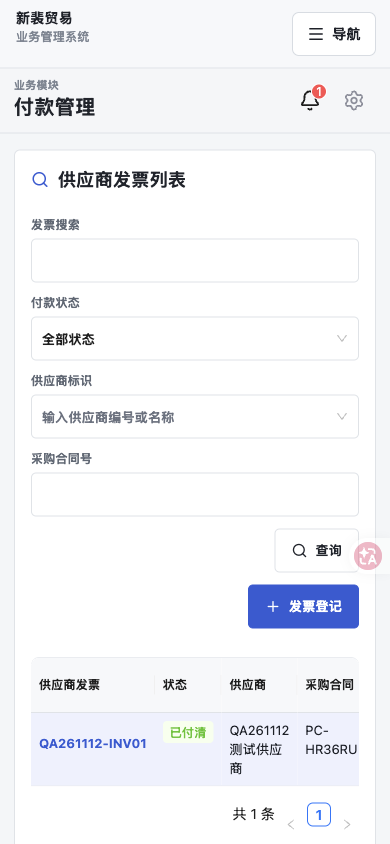 新裴贸易
业务管理系统
导航
业务模块
付款管理
1
供应商发票列表
发票搜索
付款状态
全部状态
供应商标识
输入供应商编号或名称
采购合同号
查询
发票登记
供应商发票 状态 供应商 采购合同
QA261112-INV01 已付清 QA261112 PC-
测试供应 HR36RU
商
共 1 条 1